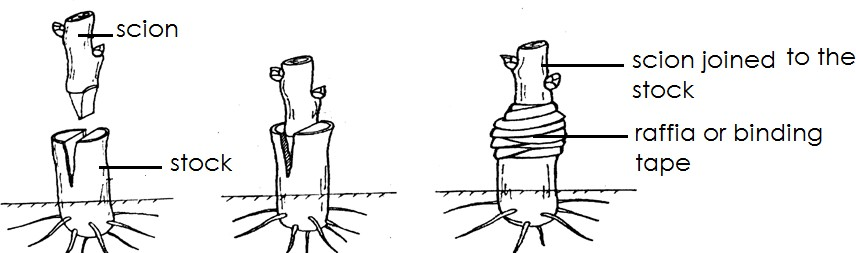 scion
stock
scion joined to the
stock
raffia or binding
tape